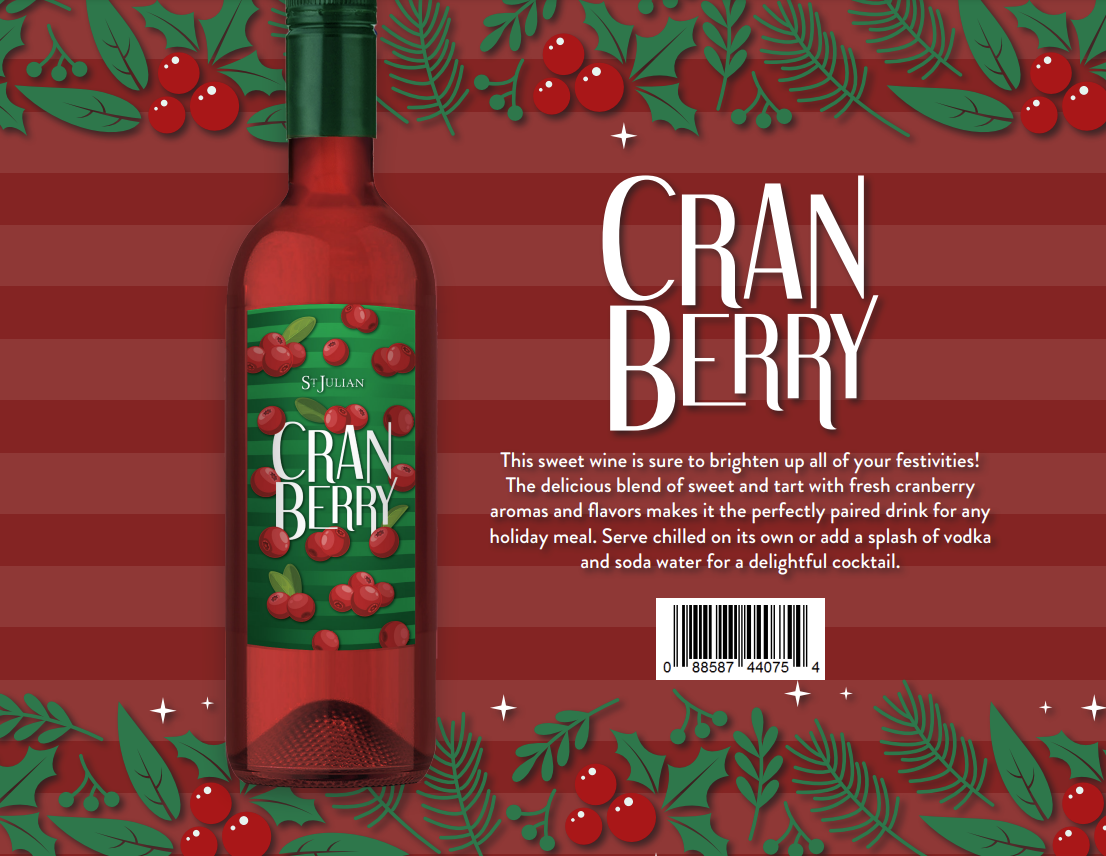 St Julian
CRAN
BERRY
CRAN
BERRY
This sweet wine is sure to brighten up all of your festivities!
The delicious blend of sweet and tart with fresh cranberry
aromas and flavors makes it the perfectly paired drink for any
holiday meal. Serve chilled on its own or add a splash of vodka
and soda water for a delightful cocktail.
0 88587 44075 4